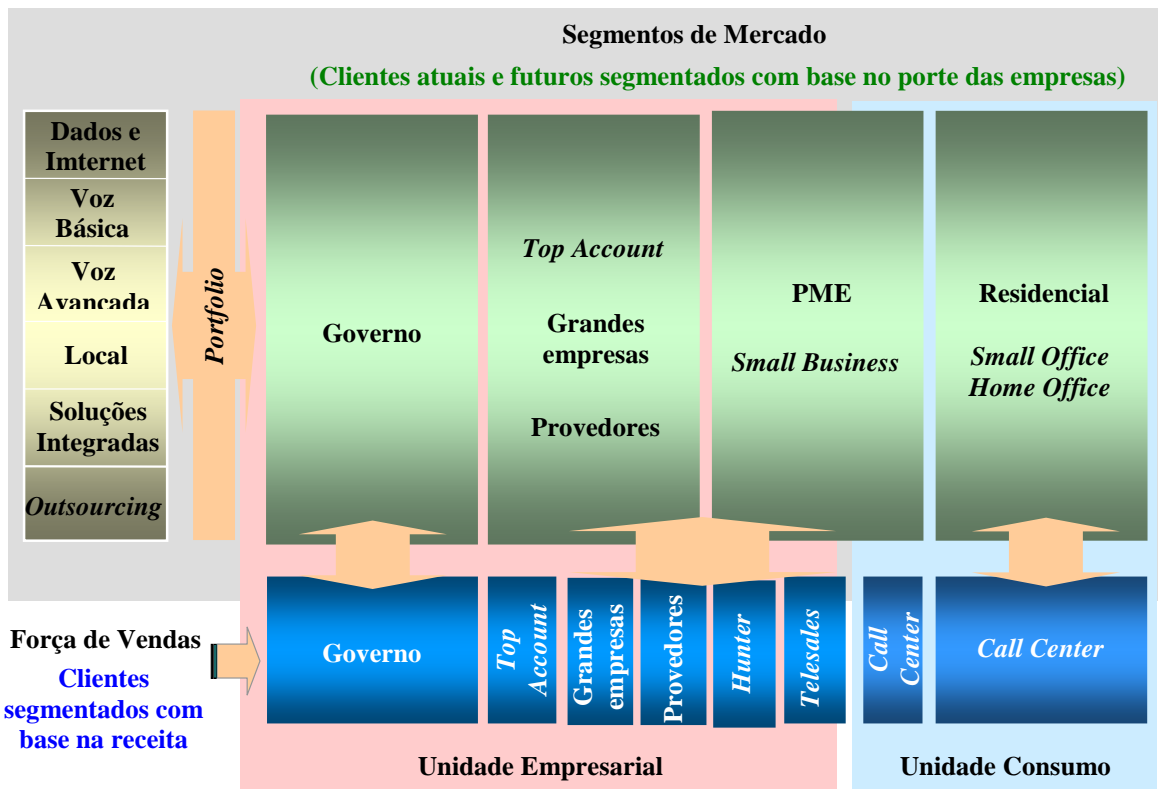 Segmentos de Mercado
(Clientes atuais e futuros segmentados com base no porte das empresas)
Dados e
Imternet
Voz
Básica
Voz
Avançada
Local
Soluções
Integradas
Outsourcing
Portfolio
Governo
Top Account
Grandes
empresas
Provedores
PME
Small Business
Residencial
Small Office
Home Office
Força de Vendas
Clientes
segmentados com
base na receita
Governo
Top
Account
Grandes
empresas
Provedores
Hunter
Telesales
Call
Center
Call Center
Unidade Empresarial
Unidade Consumo